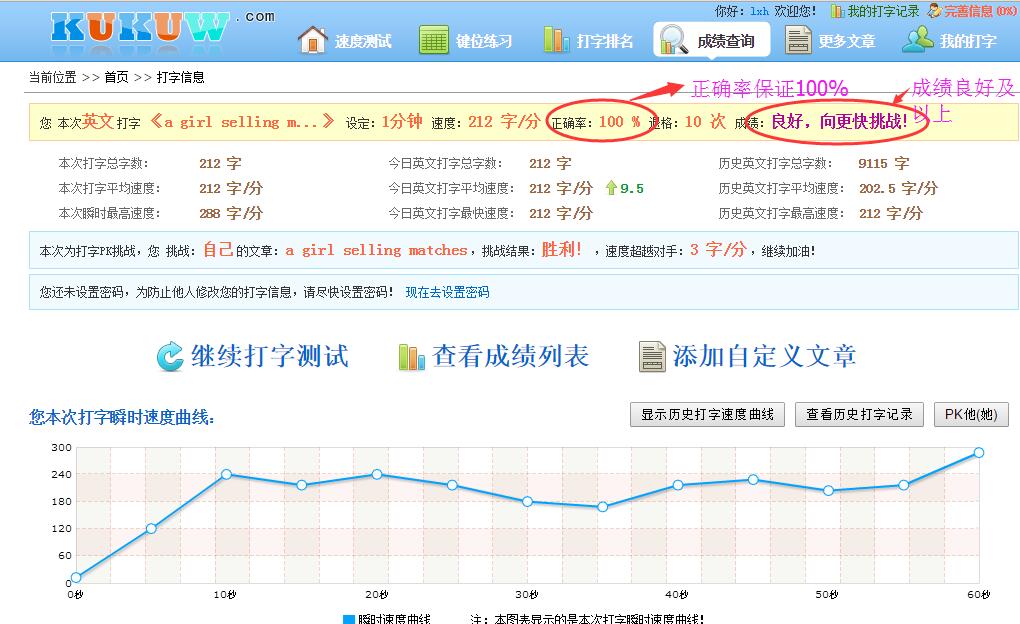 KUKUW.com
你好：lxh 欢迎您！ 我的打字记录 完善信息(0%)
速度测试 键位练习 打字排名 成绩查询 更多文章 我的打字
当前位置 >> 首页 >> 打字信息
正确率保证100%
成绩良好及以上
您 本次英文打字 《a girl selling m...》 设定：1分钟 速度：212 字/分 正确率：100 % 退格：10 次 成绩：良好，向更快挑战！
本次打字总字数： 212 字 今日英文打字总字数： 212 字 历史英文打字总字数： 9115 字
本次打字平均速度： 212 字/分 今日英文打字平均速度： 212 字/分 9.5 历史英文打字平均速度： 202.5 字/分
本次瞬时最高速度： 288 字/分 今日英文打字最快速度： 212 字/分 历史英文打字最高速度： 212 字/分
本次为打字PK挑战，您 挑战：自己的文章：a girl selling matches，挑战结果：胜利！，速度超越对手：3 字/分，继续加油！
您还未设置密码，为防止他人修改您的打字信息，请尽快设置密码！ 现在去设置密码
继续打字测试 查看成绩列表 添加自定义文章
您本次打字瞬时速度曲线： 显示历史打字速度曲线 查看历史打字记录 PK他(她)
300
240
180
120
60
0
0秒 10秒 20秒 30秒 40秒 50秒 60秒
瞬时速度曲线 注：本图表显示的是本次打字瞬时速度曲线！